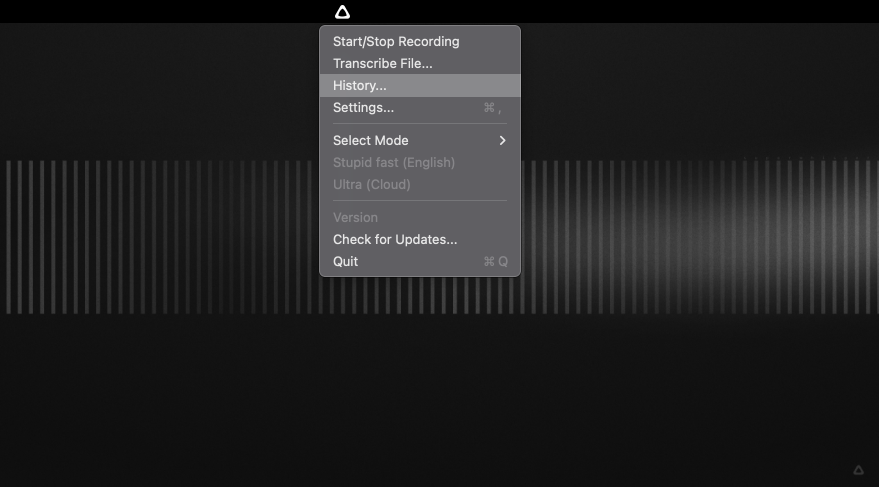 Start/Stop Recording
Transcribe File...
History...
Settings... ⌘ ,
Select Mode
Stupid fast (English)
Ultra (Cloud)
Version
Check for Updates...
Quit ⌘ Q